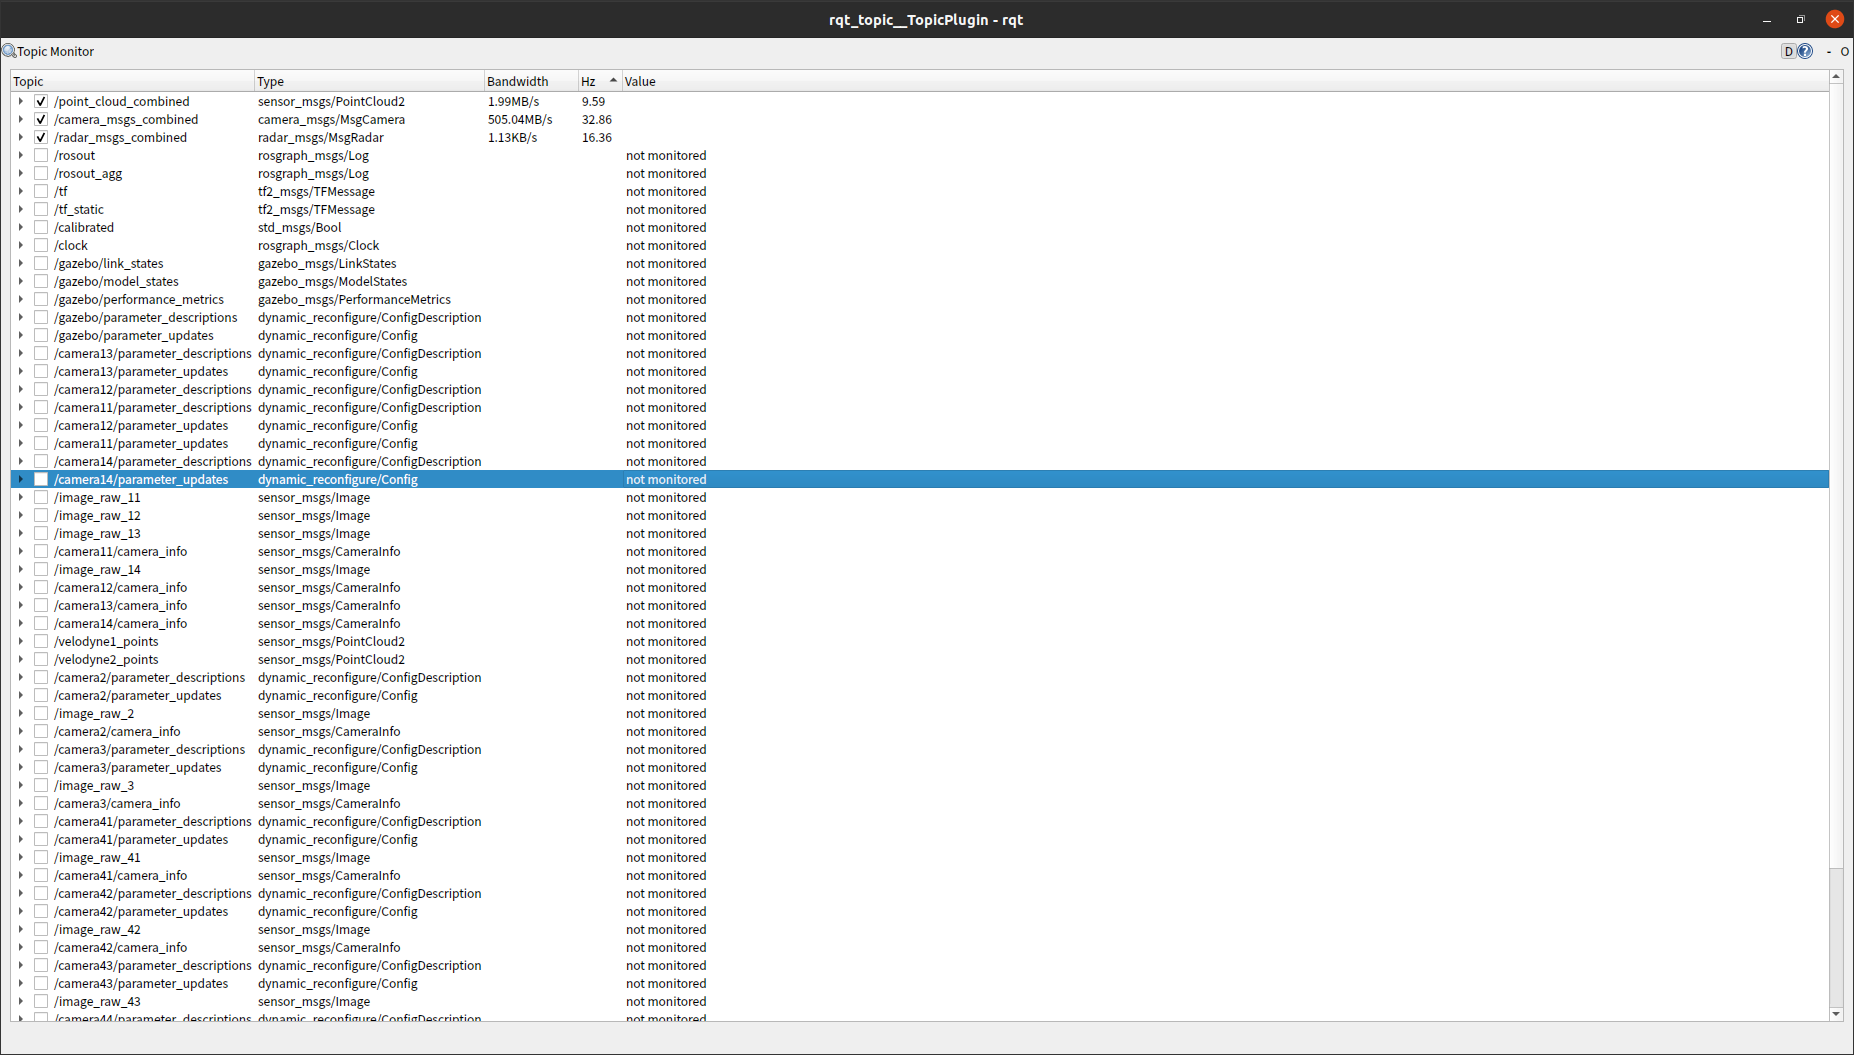 rqt_topic__TopicPlugin - rqt
Topic Monitor D ? - O
Topic Type Bandwidth Hz Value
/point_cloud_combined sensor_msgs/PointCloud2 1.99MB/s 9.59
/camera_msgs_combined camera_msgs/MsgCamera 505.04MB/s 32.86
/radar_msgs_combined radar_msgs/MsgRadar 1.13KB/s 16.36
/rosout rosgraph_msgs/Log not monitored
/rosout_agg rosgraph_msgs/Log not monitored
/tf tf2_msgs/TFMessage not monitored
/tf_static tf2_msgs/TFMessage not monitored
/calibrated std_msgs/Bool not monitored
/clock rosgraph_msgs/Clock not monitored
/gazebo/link_states gazebo_msgs/LinkStates not monitored
/gazebo/model_states gazebo_msgs/ModelStates not monitored
/gazebo/performance_metrics gazebo_msgs/PerformanceMetrics not monitored
/gazebo/parameter_descriptions dynamic_reconfigure/ConfigDescription not monitored
/gazebo/parameter_updates dynamic_reconfigure/Config not monitored
/camera13/parameter_descriptions dynamic_reconfigure/ConfigDescription not monitored
/camera13/parameter_updates dynamic_reconfigure/Config not monitored
/camera12/parameter_descriptions dynamic_reconfigure/ConfigDescription not monitored
/camera11/parameter_descriptions dynamic_reconfigure/ConfigDescription not monitored
/camera12/parameter_updates dynamic_reconfigure/Config not monitored
/camera11/parameter_updates dynamic_reconfigure/Config not monitored
/camera14/parameter_descriptions dynamic_reconfigure/ConfigDescription not monitored
/camera14/parameter_updates dynamic_reconfigure/Config not monitored
/image_raw_11 sensor_msgs/Image not monitored
/image_raw_12 sensor_msgs/Image not monitored
/image_raw_13 sensor_msgs/Image not monitored
/camera11/camera_info sensor_msgs/CameraInfo not monitored
/image_raw_14 sensor_msgs/Image not monitored
/camera12/camera_info sensor_msgs/CameraInfo not monitored
/camera13/camera_info sensor_msgs/CameraInfo not monitored
/camera14/camera_info sensor_msgs/CameraInfo not monitored
/velodyne1_points sensor_msgs/PointCloud2 not monitored
/velodyne2_points sensor_msgs/PointCloud2 not monitored
/camera2/parameter_descriptions dynamic_reconfigure/ConfigDescription not monitored
/camera2/parameter_updates dynamic_reconfigure/Config not monitored
/image_raw_2 sensor_msgs/Image not monitored
/camera2/camera_info sensor_msgs/CameraInfo not monitored
/camera3/parameter_descriptions dynamic_reconfigure/ConfigDescription not monitored
/camera3/parameter_updates dynamic_reconfigure/Config not monitored
/image_raw_3 sensor_msgs/Image not monitored
/camera3/camera_info sensor_msgs/CameraInfo not monitored
/camera41/parameter_descriptions dynamic_reconfigure/ConfigDescription not monitored
/camera41/parameter_updates dynamic_reconfigure/Config not monitored
/image_raw_41 sensor_msgs/Image not monitored
/camera41/camera_info sensor_msgs/CameraInfo not monitored
/camera42/parameter_descriptions dynamic_reconfigure/ConfigDescription not monitored
/camera42/parameter_updates dynamic_reconfigure/Config not monitored
/image_raw_42 sensor_msgs/Image not monitored
/camera42/camera_info sensor_msgs/CameraInfo not monitored
/camera43/parameter_descriptions dynamic_reconfigure/ConfigDescription not monitored
/camera43/parameter_updates dynamic_reconfigure/Config not monitored
/image_raw_43 sensor_msgs/Image not monitored
/camera44/parameter_descriptions dynamic_reconfigure/ConfigDescription not monitored